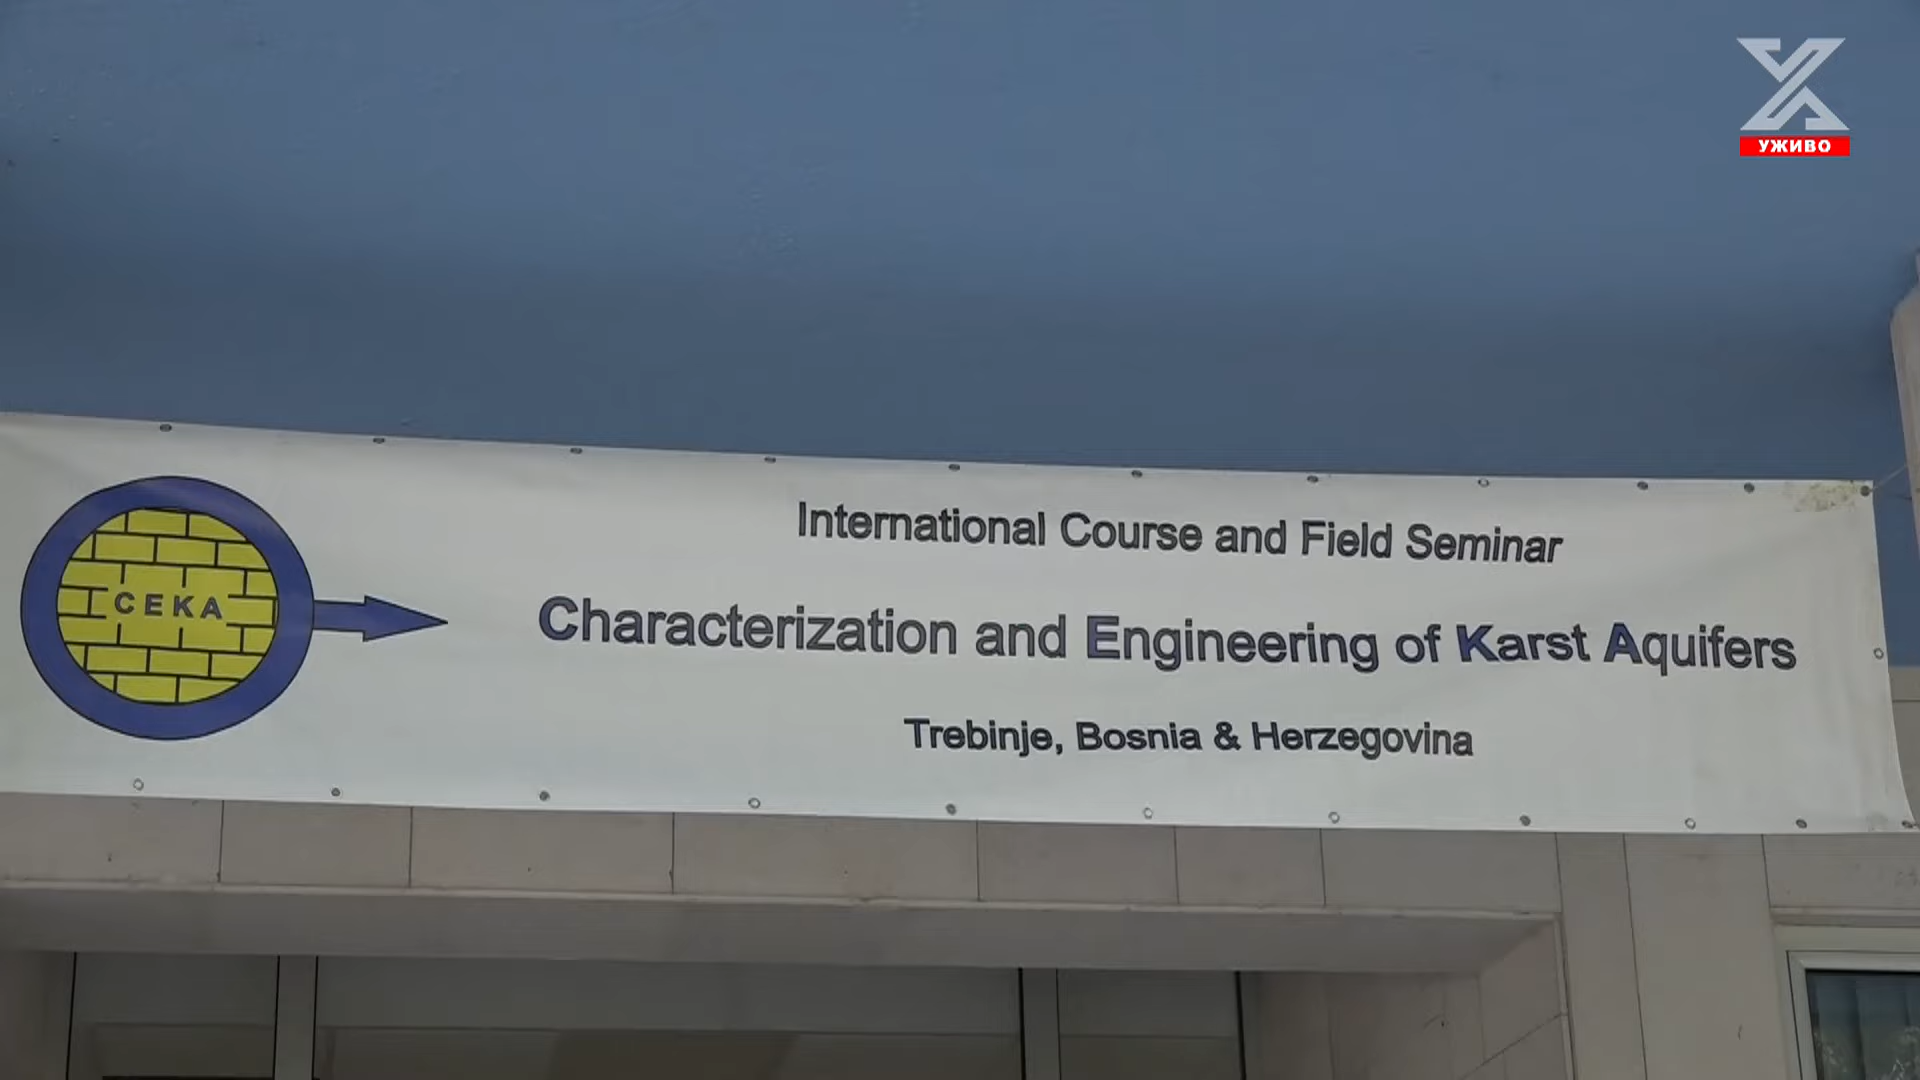 УЖИВО
International Course and Field Seminar
CEKA
Characterization and Engineering of Karst Aquifers
Trebinje, Bosnia & Herzegovina